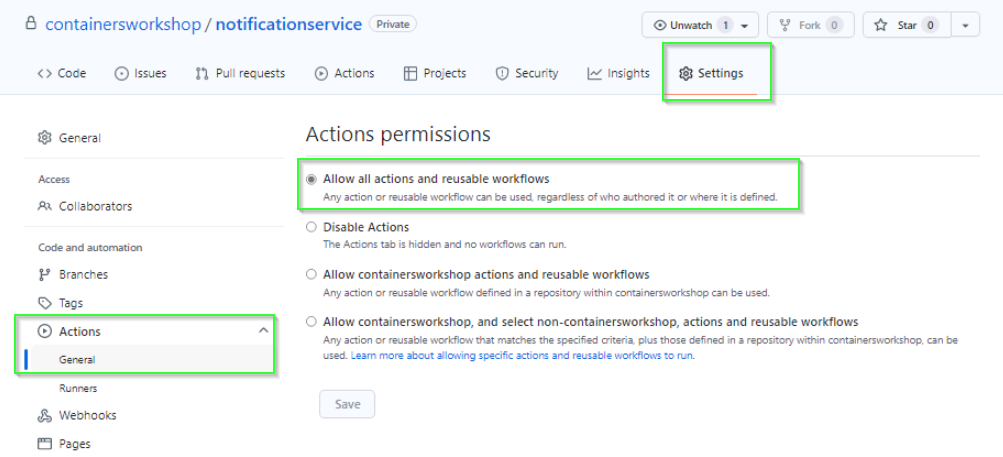 containersworkshop / notificationservice Private
Unwatch 1
Fork 0
Star 0
Code
Issues
Pull requests
Actions
Projects
Security
Insights
Settings
General
Access
Collaborators
Code and automation
Branches
Tags
Actions
General
Runners
Webhooks
Pages
Actions permissions
Allow all actions and reusable workflows
Any action or reusable workflow can be used, regardless of who authored it or where it is defined.
Disable Actions
The Actions tab is hidden and no workflows can run.
Allow containersworkshop actions and reusable workflows
Any action or reusable workflow defined in a repository within containersworkshop can be used.
Allow containersworkshop, and select non-containersworkshop, actions and reusable workflows
Any action or reusable workflow that matches the specified criteria, plus those defined in a repository within containersworkshop, can be
used. Learn more about allowing specific actions and reusable workflows to run.
Save